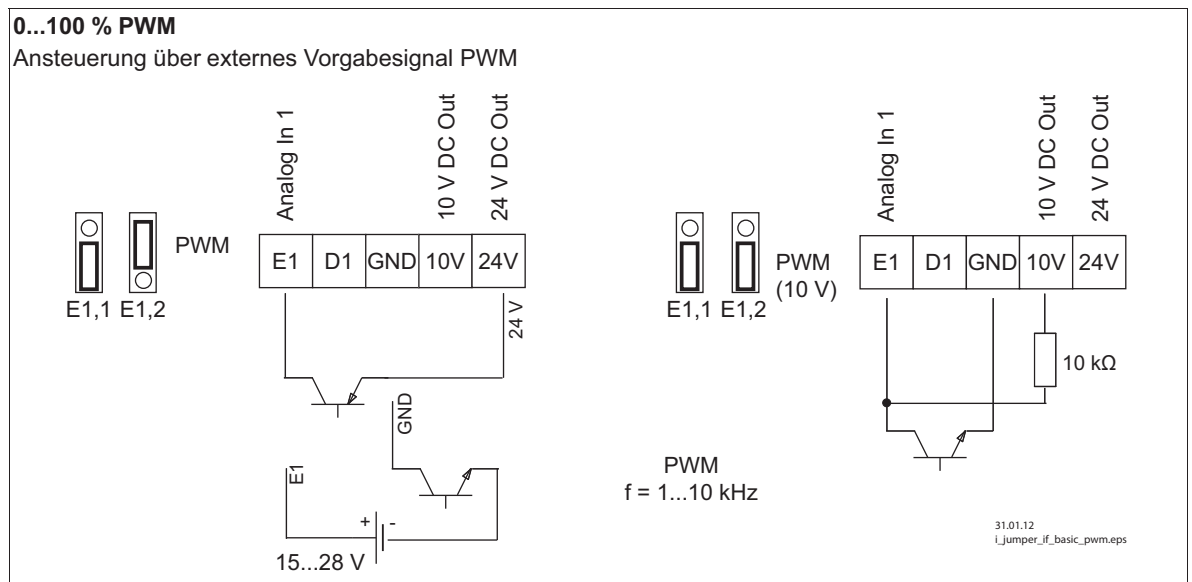 0...100 % PWM
Ansteuerung über externes Vorgabesignal PWM
Analog In 1
10 V DC Out
24 V DC Out
PWM
E1 D1 GND 10V 24V
E1,1 E1,2
24 V
GND
E1
+ -
15...28 V
Analog In 1
10 V DC Out
24 V DC Out
PWM
(10 V)
E1 D1 GND 10V 24V
E1,1 E1,2
10 kΩ
PWM
f = 1...10 kHz
31.01.12
i_jumper_if_basic_pwm.eps